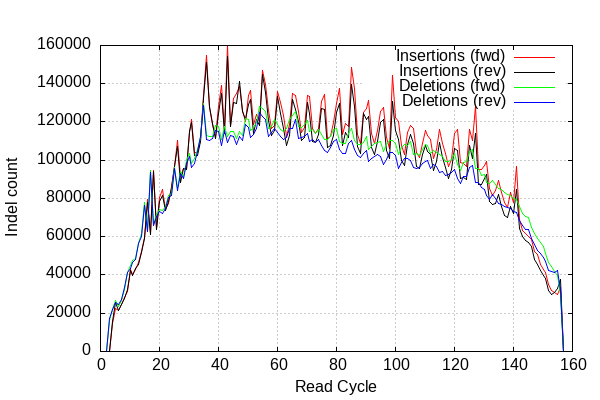 Insertions (fwd)
Insertions (rev)
Deletions (fwd)
Deletions (rev)
160000
140000
120000
100000
80000
60000
40000
20000
0
Indel count
0 20 40 60 80 100 120 140 160
Read Cycle